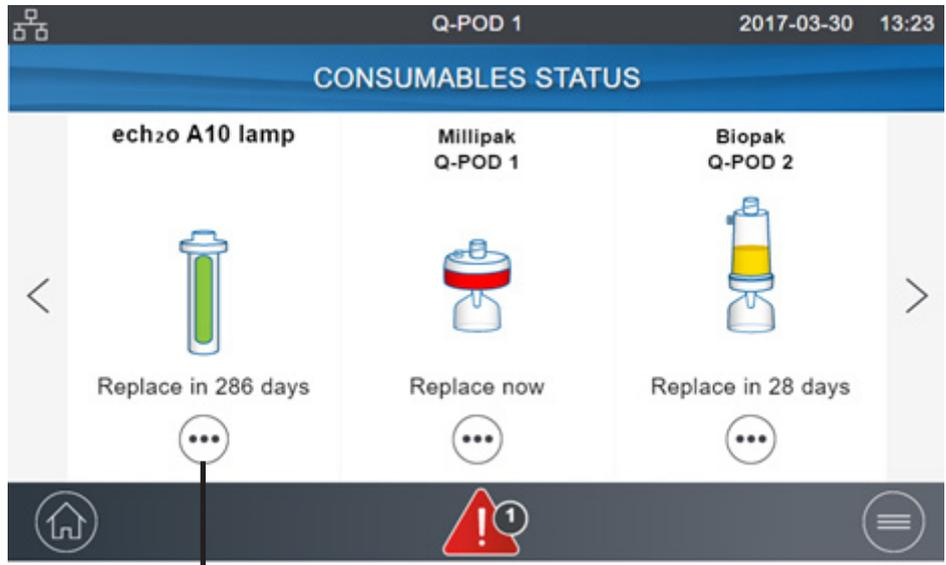 Q-POD 1 2017-03-30 13:23
CONSUMABLES STATUS
ech₂o A10 lamp
Millipak
Q-POD 1
Biopak
Q-POD 2
Replace in 286 days
Replace now
Replace in 28 days
1